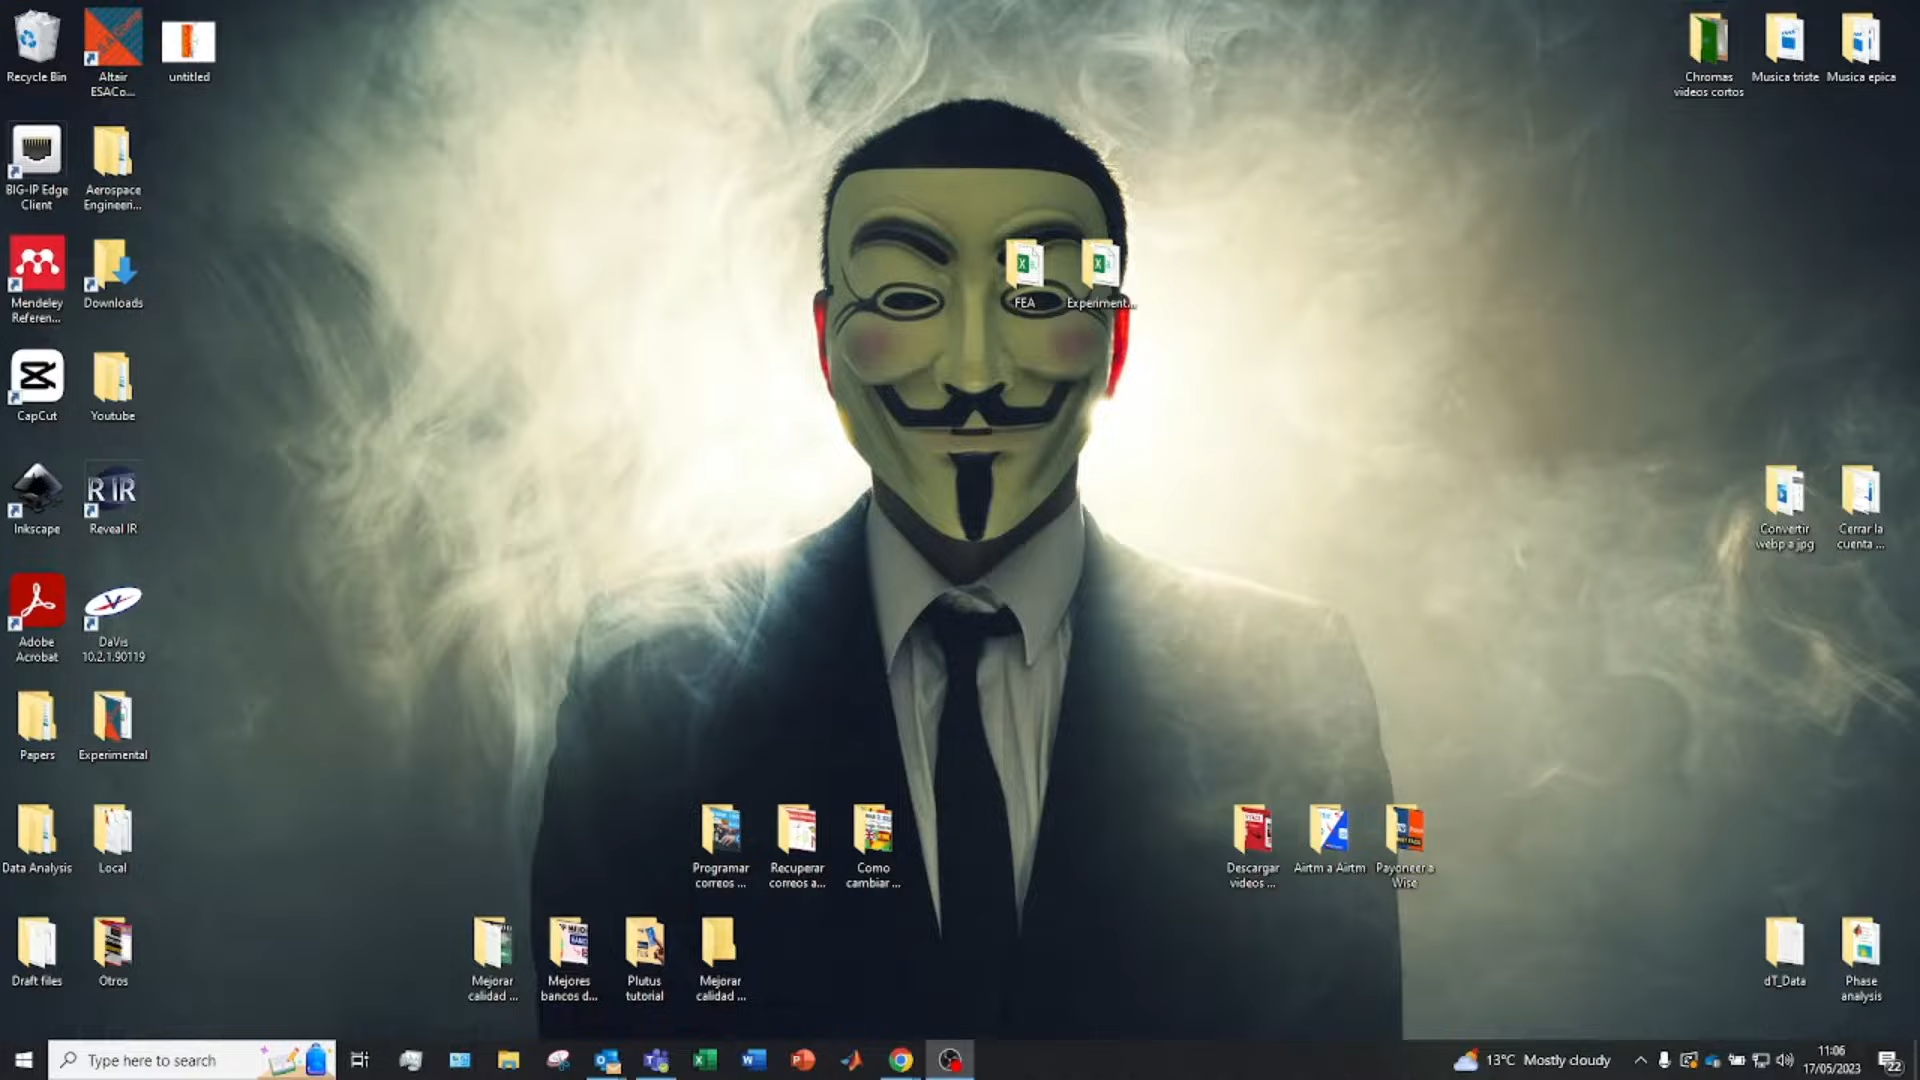 Recycle Bin
Altair
ESACo...
untitled
Chromas
videos cortos
Musica triste
Musica epica
BIG-IP Edge
Client
Aerospace
Engineeri...
Mendeley
Referen...
Downloads
FEA
Experiment...
CapCut
Youtube
Inkscape
RIR
Reveal IR
Convertir
webp a jpg
Cerrar la
cuenta ...
Adobe
Acrobat
DaVis
10.2.1.90119
Papers
Experimental
Data Analysis
Local
Programar
correos ...
Recuperar
correos a...
Como
cambiar ...
Descargar
videos ...
Airtm a Airtm
Payoneer a
Wise
Draft files
Otros
Mejorar
calidad ...
Mejores
bancos d...
Plutus
tutorial
Mejorar
calidad ...
dT_Data
Phase
analysis
Type here to search
13°C Mostly cloudy
11:06
17/05/2023
22